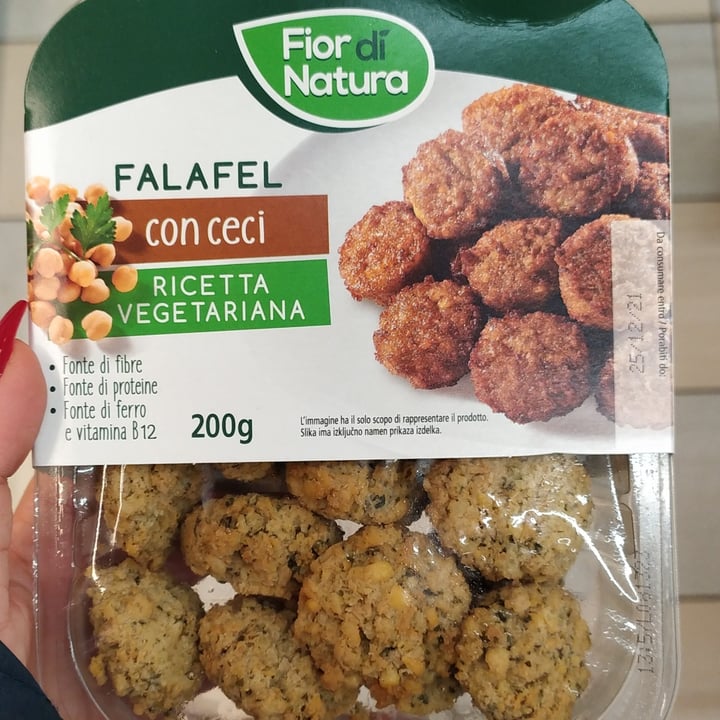 Fior di
Natura
FALAFEL
con ceci
RICETTA
VEGETARIANA
• Fonte di fibre
• Fonte di proteine
• Fonte di ferro
e vitamina B12
200g
L'immagine ha il solo scopo di rappresentare il prodotto.
Slika ima izključno namen prikaza izdelka.
Da consumare entro / Porabiti do:
25/12/21